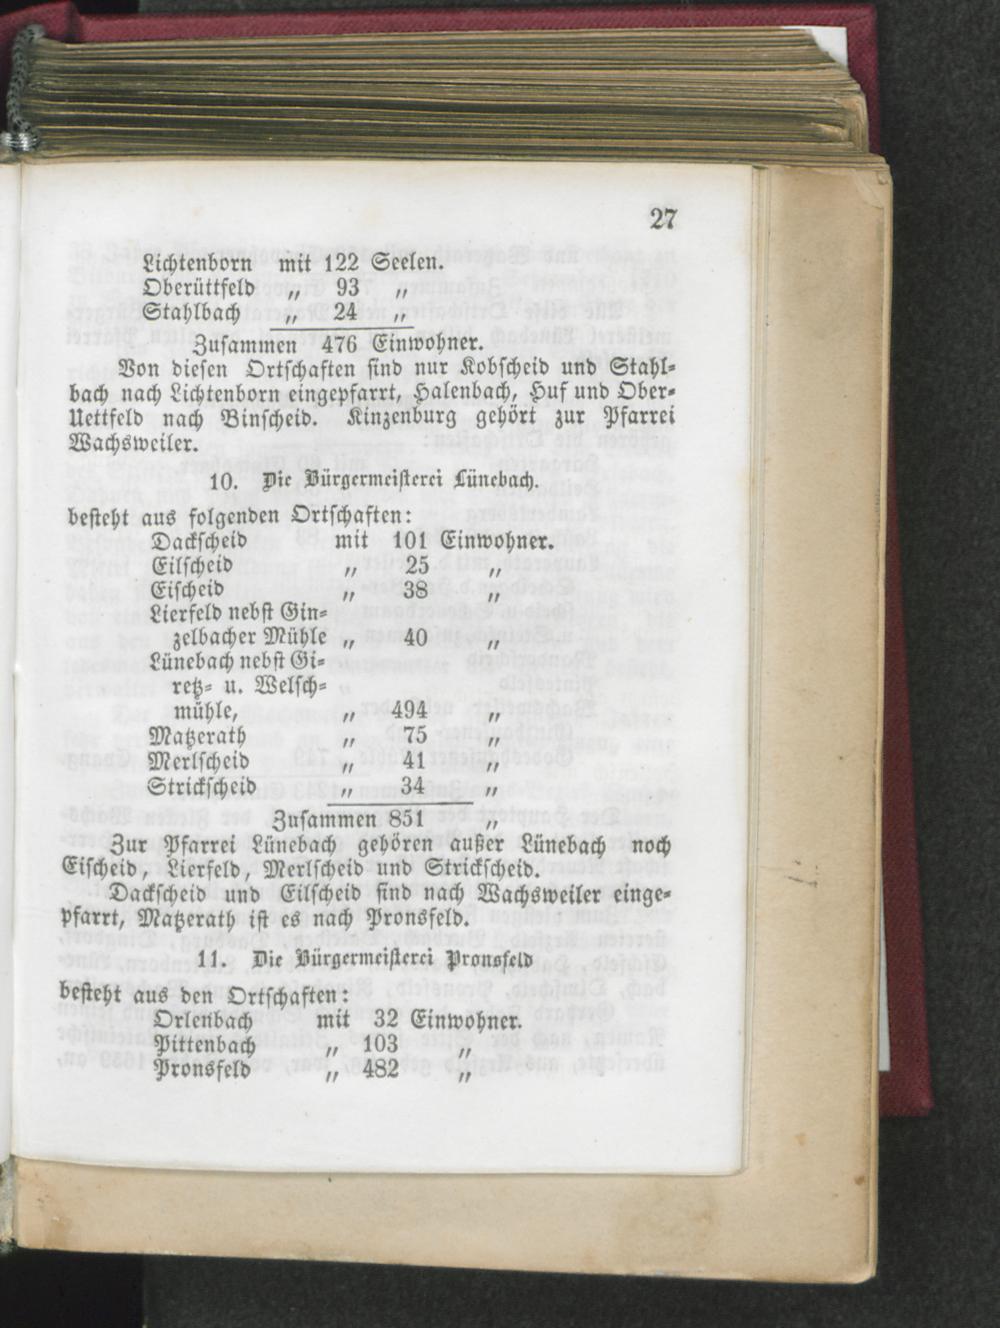 27
Lichtenborn mit 122 Seelen.
Oberüttfeld „ 93 „
Stahlbach „ 24 „
Zusammen 476 Einwohner.
Von diesen Ortschaften sind nur Kobscheid und Stahl-
bach nach Lichtenborn eingepfarrt, Halenbach, Huf und Ober-
Uettfeld nach Binscheid. Kinzenburg gehört zur Pfarrei
Wachsweiler.
10. Die Bürgermeisterei Lünebach.
besteht aus folgenden Ortschaften:
Dackscheid mit 101 Einwohner.
Eilscheid „ 25 „
Eischeid „ 38 „
Lierfeld nebst Gin-
zelbacher Mühle „ 40 „
Lünebach nebst Gi-
retz- u. Welsch-
mühle, „ 494 „
Matzerath „ 75 „
Merlscheid „ 41 „
Strickscheid „ 34 „
Zusammen 851 „
Zur Pfarrei Lünebach gehören außer Lünebach noch
Eischeid, Lierfeld, Merlscheid und Strickscheid.
Dackscheid und Eilscheid sind nach Wachsweiler einge-
pfarrt, Matzerath ist es nach Pronsfeld.
11. Die Bürgermeisterei Pronsfeld
besteht aus den Ortschaften:
Orlenbach mit 32 Einwohner.
Pittenbach „ 103 „
Pronsfeld „ 482 „